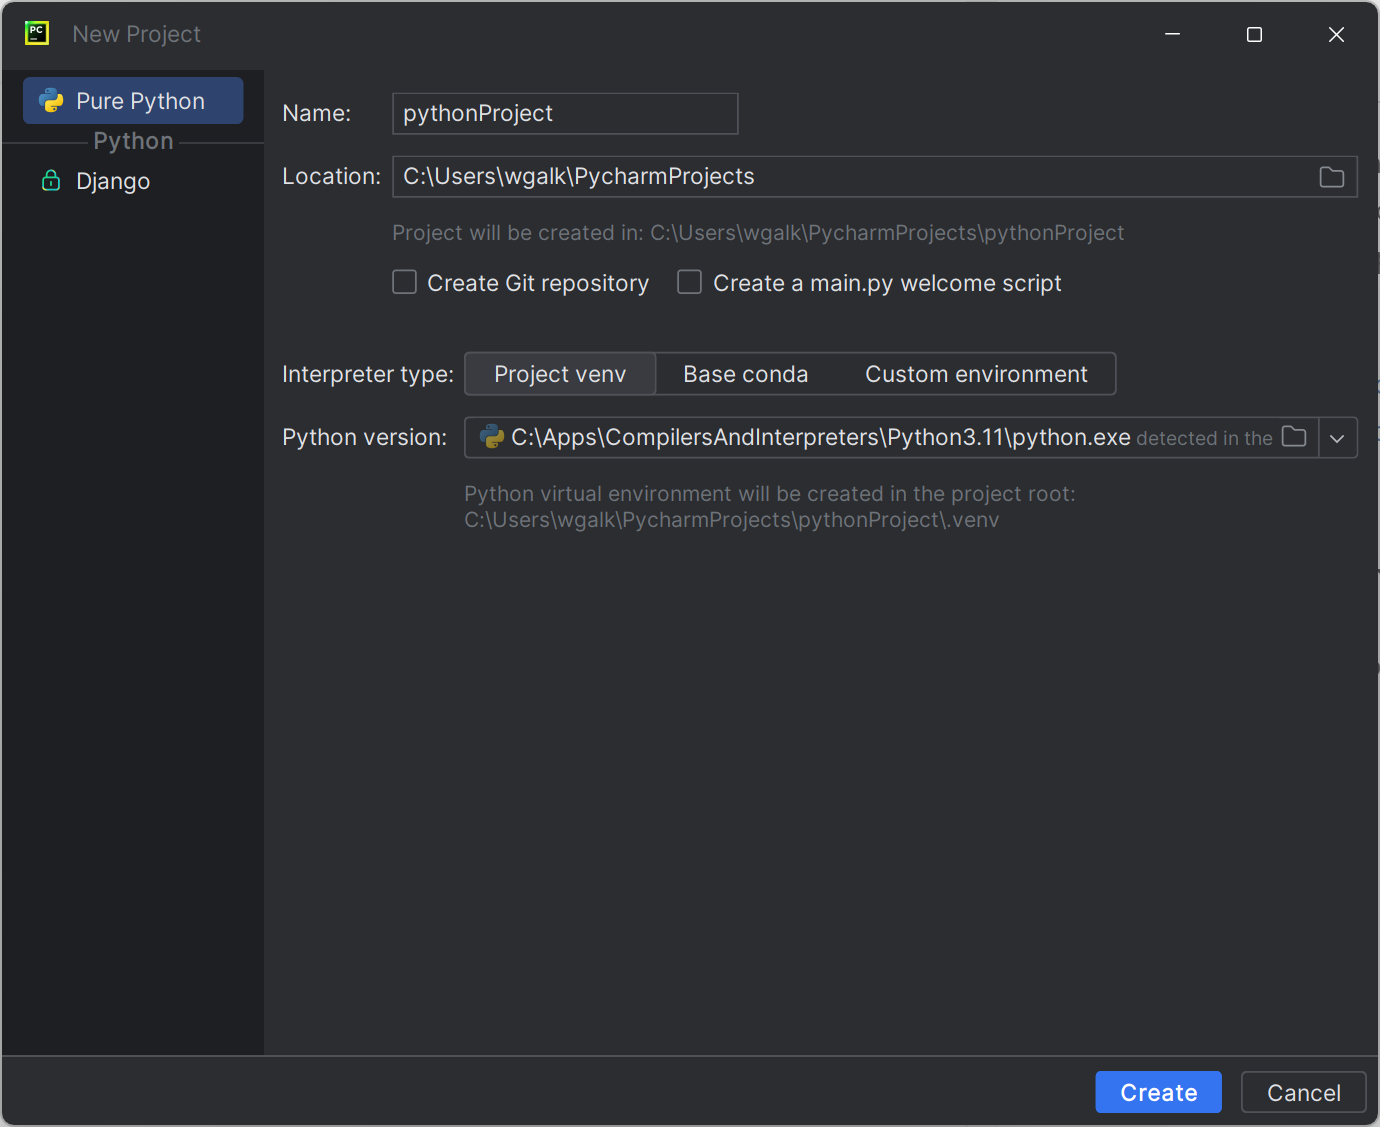 PC
New Project
Pure Python
Python
Django
Name: pythonProject
Location: C:\Users\wgalk\PycharmProjects
Project will be created in: C:\Users\wgalk\PycharmProjects\pythonProject
Create Git repository Create a main.py welcome script
Interpreter type: Project venv Base conda Custom environment
Python version: C:\Apps\CompilersAndInterpreters\Python3.11\python.exe detected in the
Python virtual environment will be created in the project root:
C:\Users\wgalk\PycharmProjects\pythonProject\.venv
Create Cancel